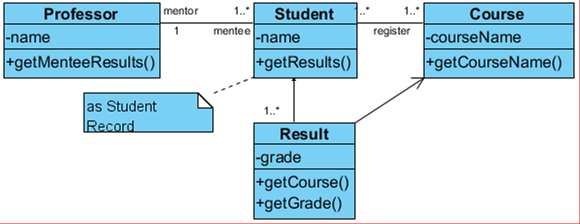 Professor
-name
+getMenteeResults()
mentor
1
1..*
mentee
Student
-name
+getResults()
1..*
1..*
register
Course
-courseName
+getCourseName()
as Student
Record
1..*
Result
-grade
+getCourse()
+getGrade()